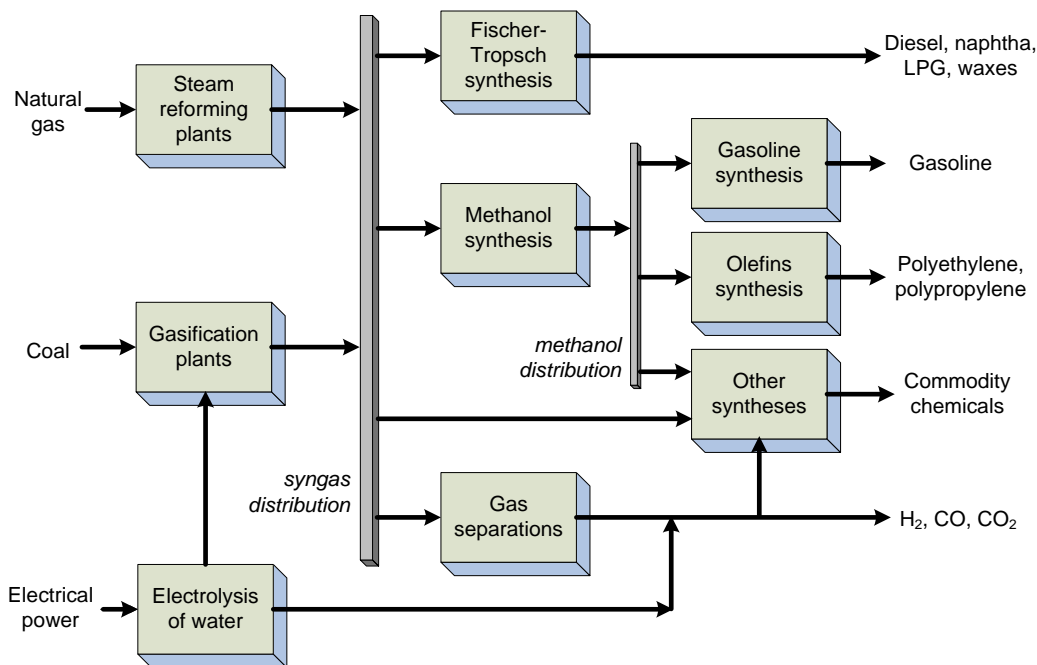 Fischer-
Tropsch
synthesis
Diesel, naphtha,
LPG, waxes
Natural
gas
Steam
reforming
plants
Gasoline
synthesis
Gasoline
Methanol
synthesis
Olefins
synthesis
Polyethylene,
polypropylene
Coal
Gasification
plants
methanol
distribution
Other
syntheses
Commodity
chemicals
syngas
distribution
Gas
separations
H₂, CO, CO₂
Electrical
power
Electrolysis
of water